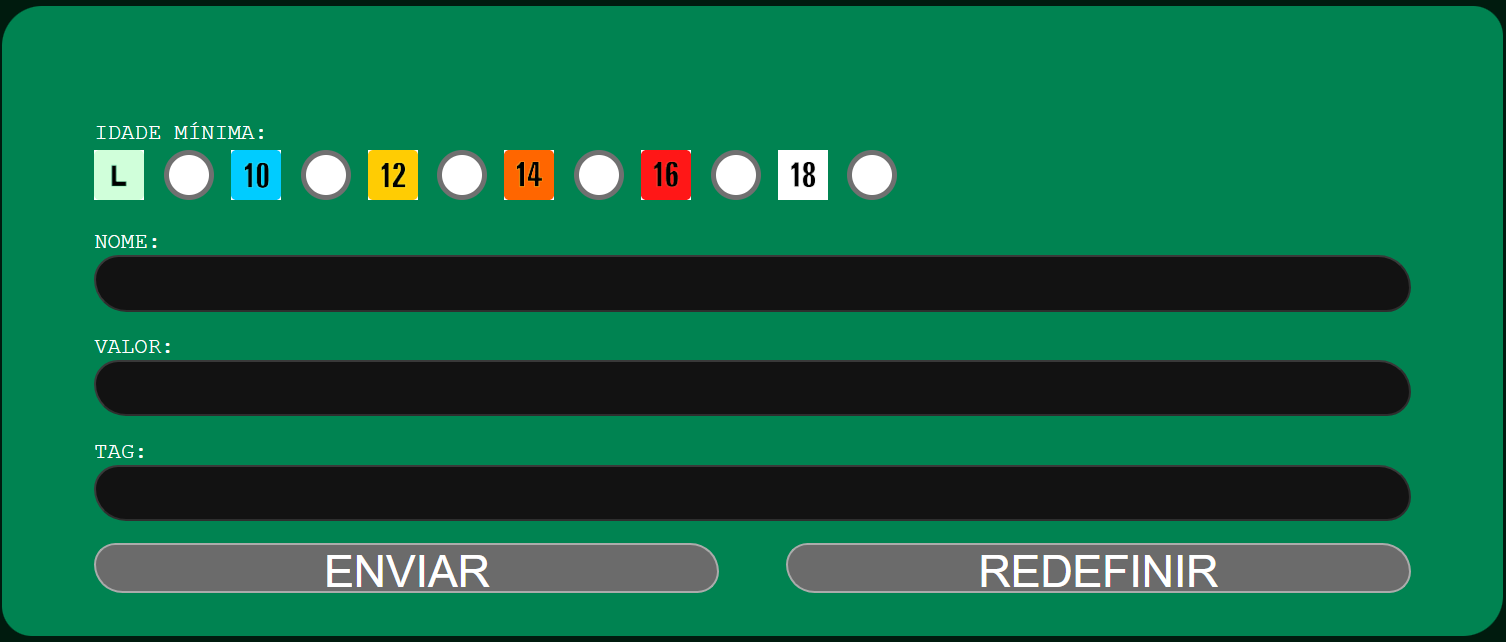 IDADE MÍNIMA:
L 10 12 14 16 18
NOME:
VALOR:
TAG:
ENVIAR REDEFINIR